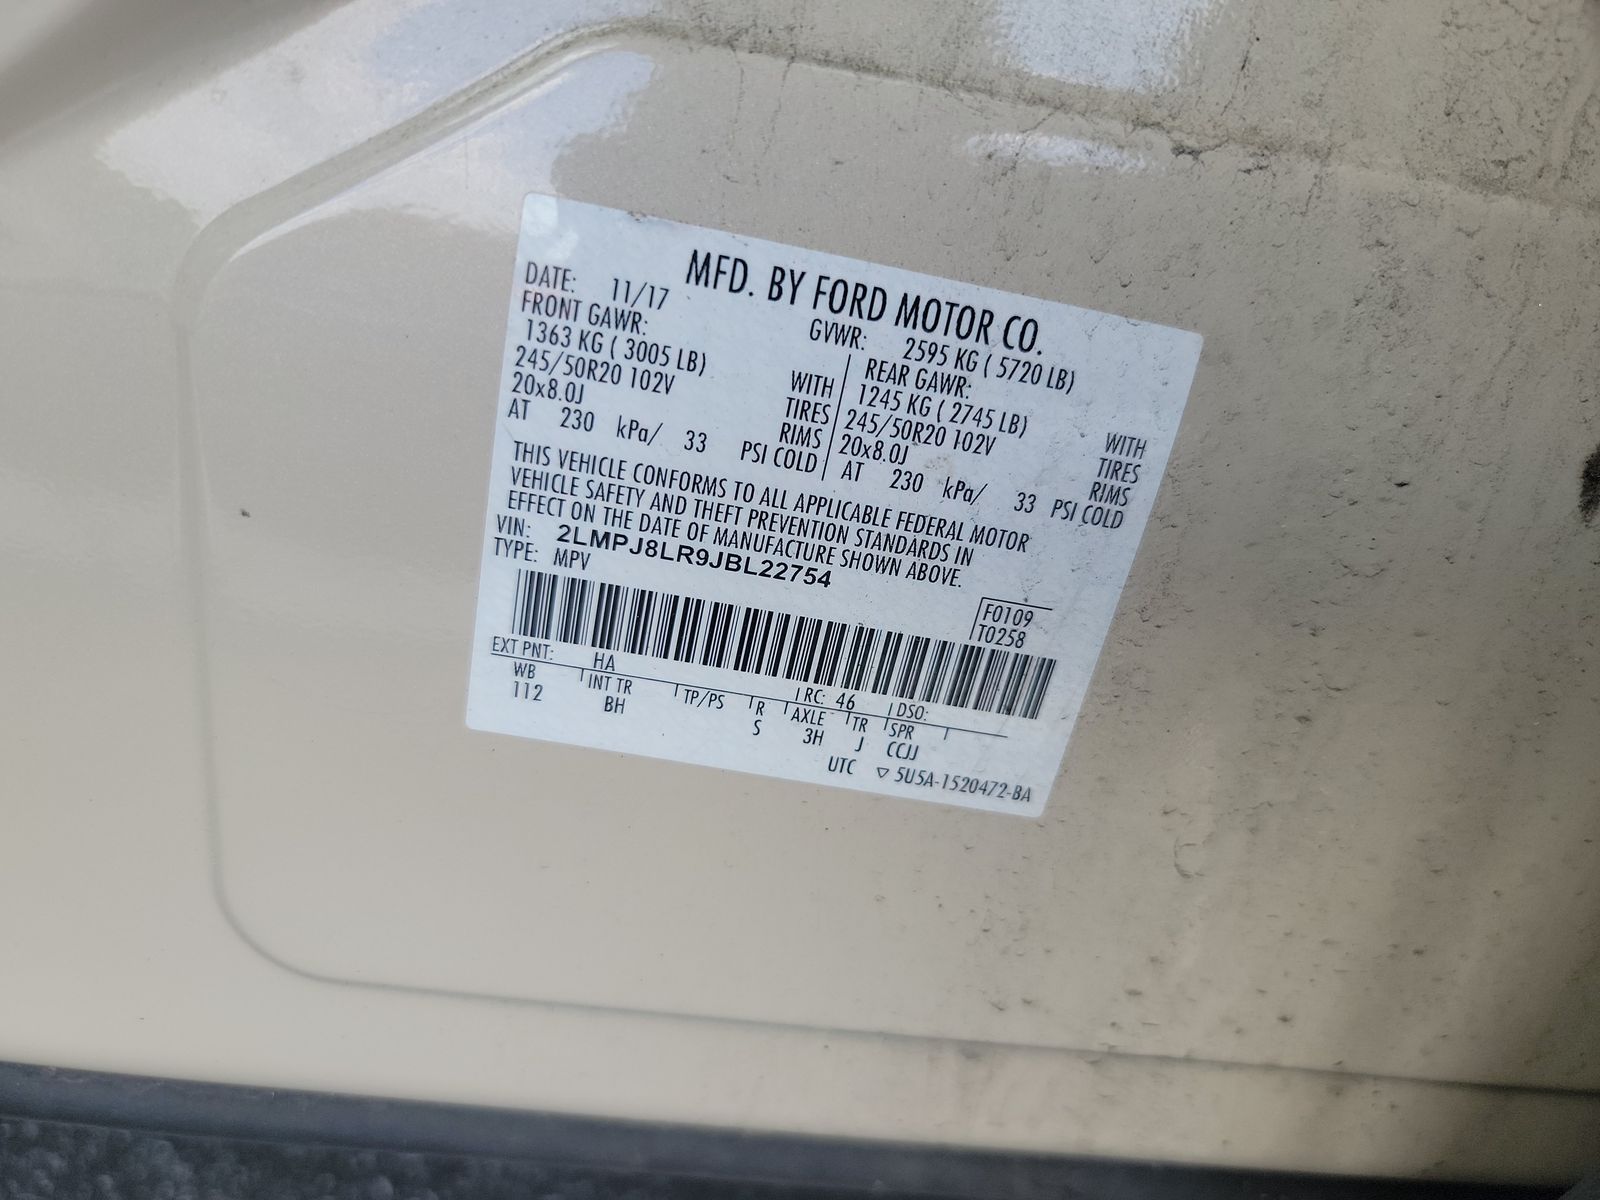 MFD. BY FORD MOTOR CO.
DATE: 11/17 GVWR: 2595 KG ( 5720 LB)
FRONT GAWR: REAR GAWR:
1363 KG ( 3005 LB) WITH 1245 KG ( 2745 LB) WITH
245/50R20 102V TIRES 245/50R20 102V TIRES
20x8.0J RIMS 20x8.0J RIMS
AT 230 kPa/ 33 PSI COLD AT 230 kPa/ 33 PSI COLD
THIS VEHICLE CONFORMS TO ALL APPLICABLE FEDERAL MOTOR
VEHICLE SAFETY AND THEFT PREVENTION STANDARDS IN
EFFECT ON THE DATE OF MANUFACTURE SHOWN ABOVE.
VIN: 2LMPJ8LR9JBL22754
TYPE: MPV
F0109
T0258
EXT PNT: HA RC: 46 DSO:
WB INT TR TP/PS R AXLE TR SPR
112 BH S 3H J CCJJ
UTC ▽ 5U5A-1520472-BA